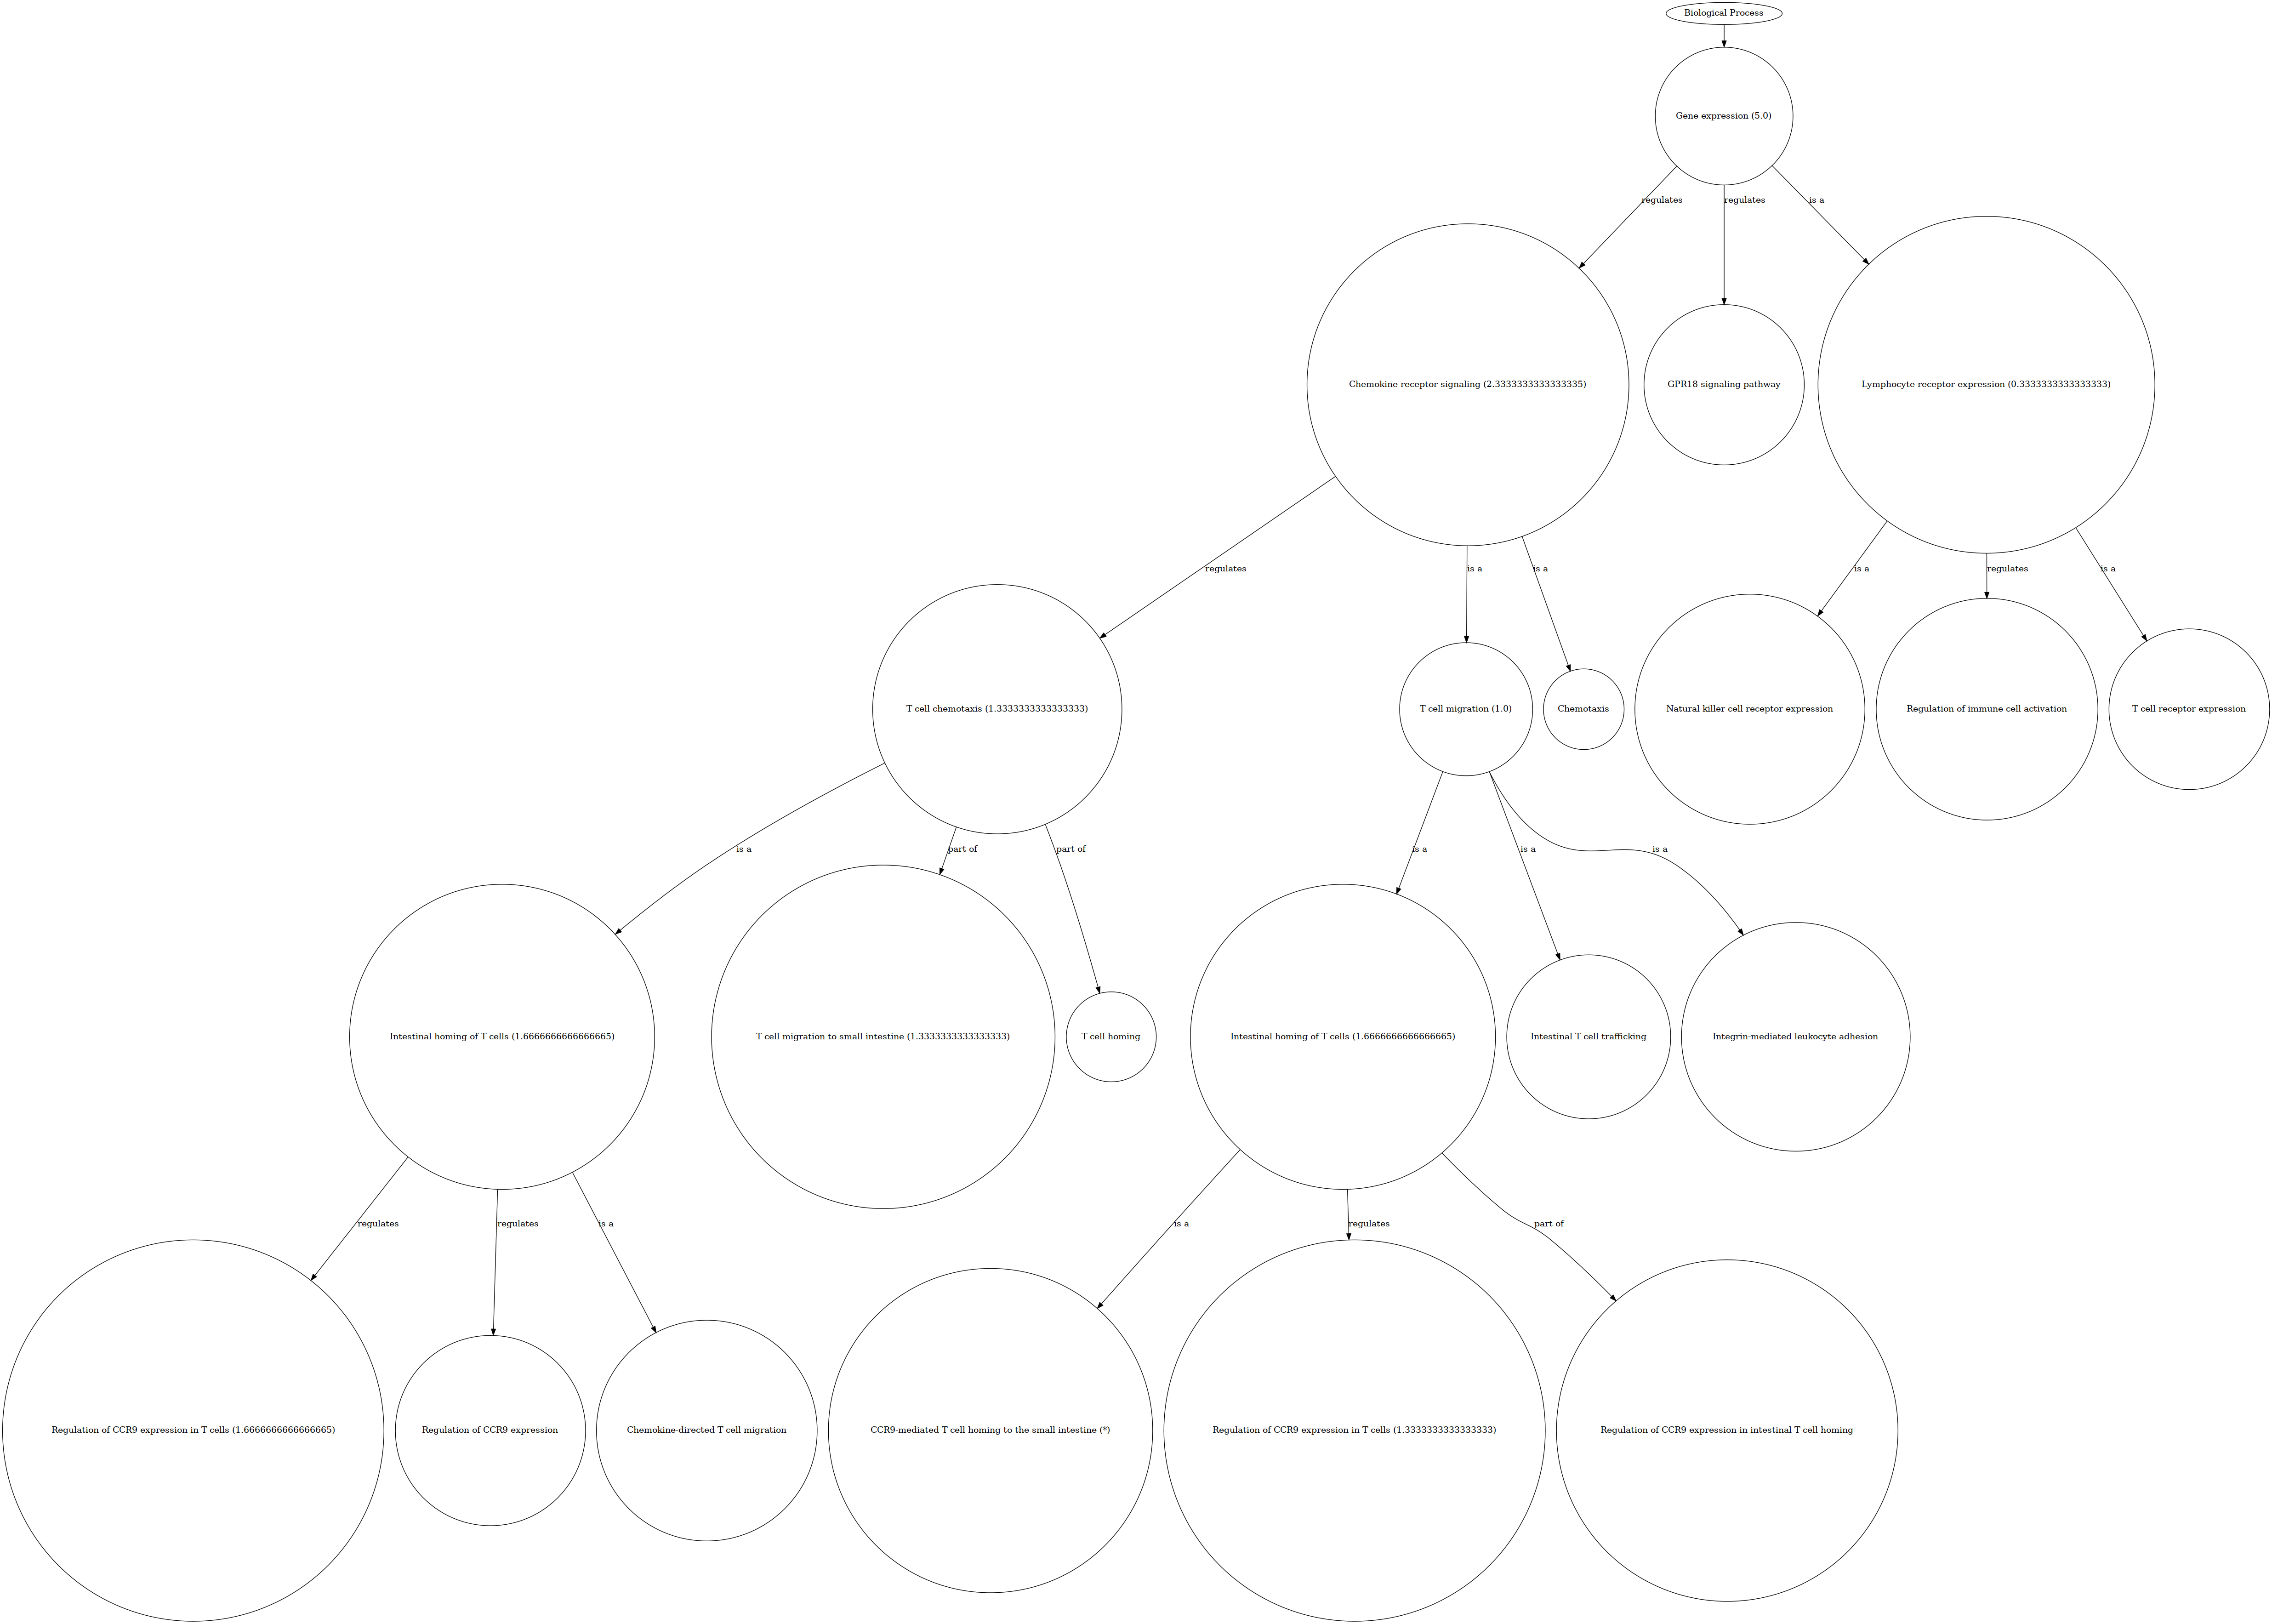 Biological Process
Gene expression (5.0)
regulates
regulates
is a
Chemokine receptor signaling (2.3333333333333335)
GPR18 signaling pathway
Lymphocyte receptor expression (0.3333333333333333)
regulates
is a
is a
is a
regulates
is a
T cell chemotaxis (1.3333333333333333)
T cell migration (1.0)
Chemotaxis
Natural killer cell receptor expression
Regulation of immune cell activation
T cell receptor expression
is a
part of
part of
is a
is a
is a
Intestinal homing of T cells (1.6666666666666665)
T cell migration to small intestine (1.3333333333333333)
T cell homing
Intestinal homing of T cells (1.6666666666666665)
Intestinal T cell trafficking
Integrin-mediated leukocyte adhesion
regulates
regulates
is a
is a
regulates
part of
Regulation of CCR9 expression in T cells (1.6666666666666665)
Regulation of CCR9 expression
Chemokine-directed T cell migration
CCR9-mediated T cell homing to the small intestine (*)
Regulation of CCR9 expression in T cells (1.3333333333333333)
Regulation of CCR9 expression in intestinal T cell homing